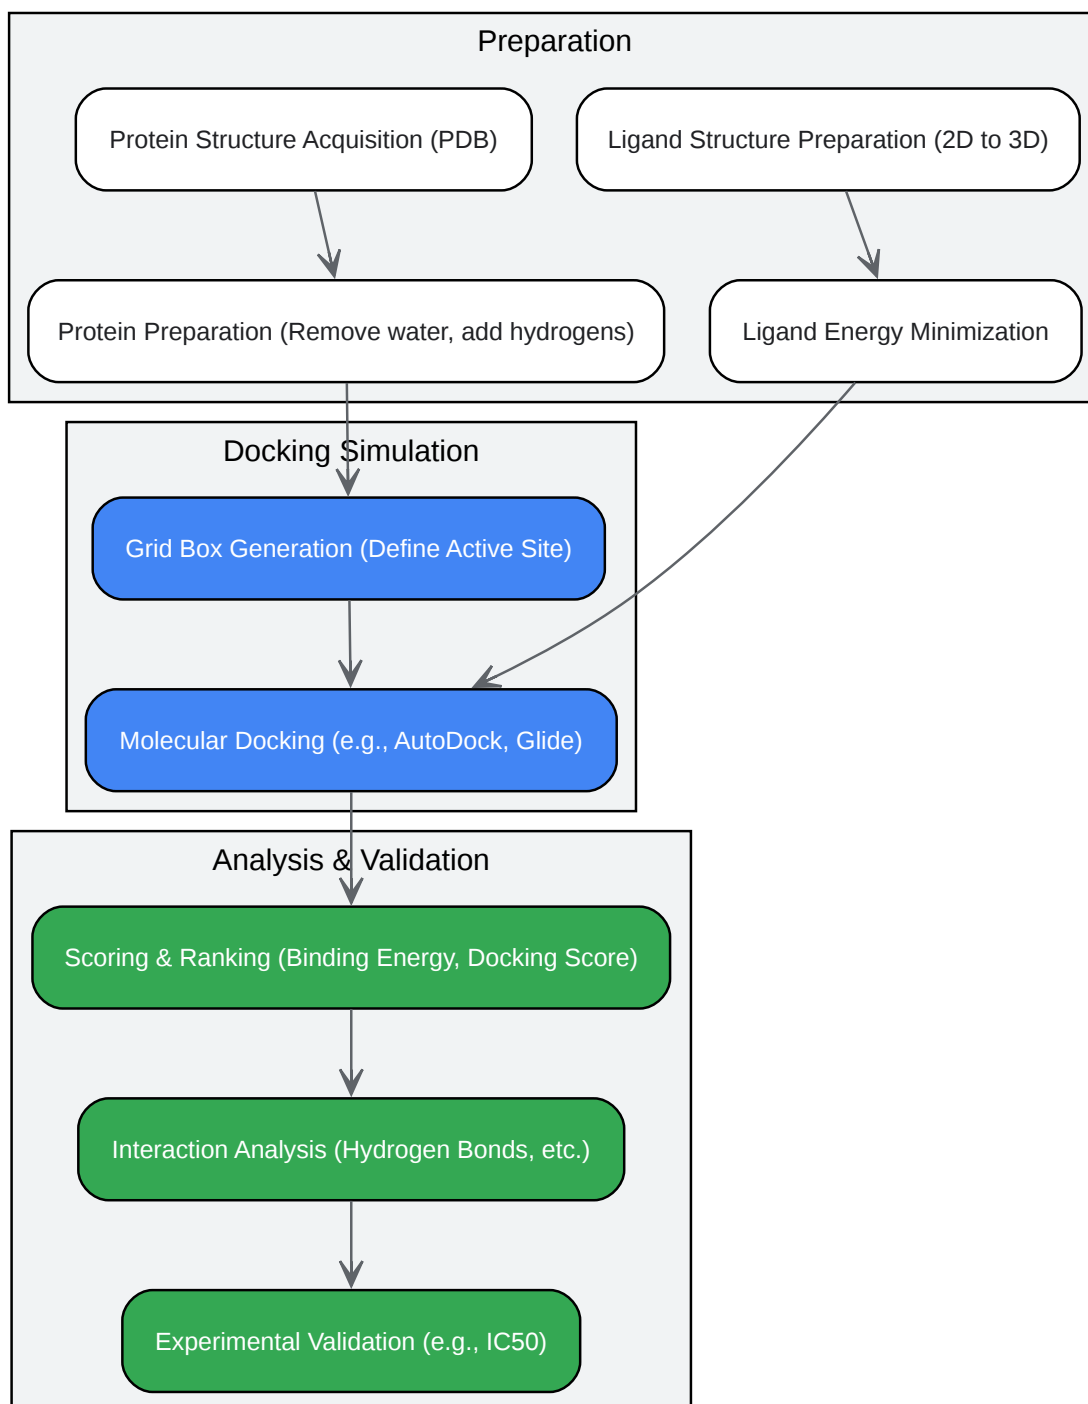 Preparation
Protein Structure Acquisition (PDB)
Ligand Structure Preparation (2D to 3D)
Protein Preparation (Remove water, add hydrogens)
Ligand Energy Minimization
Docking Simulation
Grid Box Generation (Define Active Site)
Molecular Docking (e.g., AutoDock, Glide)
Analysis & Validation
Scoring & Ranking (Binding Energy, Docking Score)
Interaction Analysis (Hydrogen Bonds, etc.)
Experimental Validation (e.g., IC50)